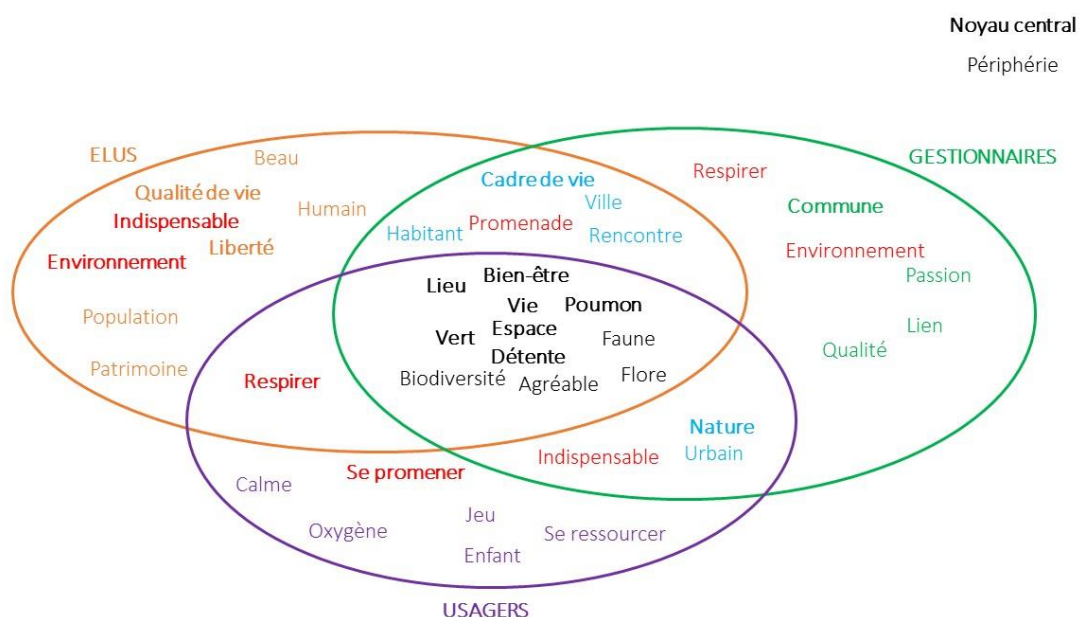 Noyau central
Périphérie
ELUS
Beau
GESTIONNAIRES
Respirer
Qualité de vie
Cadre de vie
Ville
Commune
Indispensable
Humain
Promenade
Habitant
Rencontre
Liberté
Environnement
Environnement
Passion
Bien-être
Lieu
Vie
Poumon
Population
Espace
Vert
Faune
Lien
Détente
Qualité
Patrimoine
Respirer
Biodiversité
Agréable
Flore
Nature
Urbain
Indispensable
Se promener
Calme
Jeu
Oxygène
Se ressourcer
Enfant
USAGERS